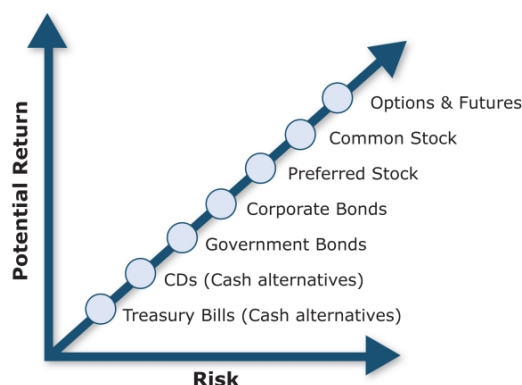 Potential Return
Options & Futures
Common Stock
Preferred Stock
Corporate Bonds
Government Bonds
CDs (Cash alternatives)
Treasury Bills (Cash alternatives)
Risk